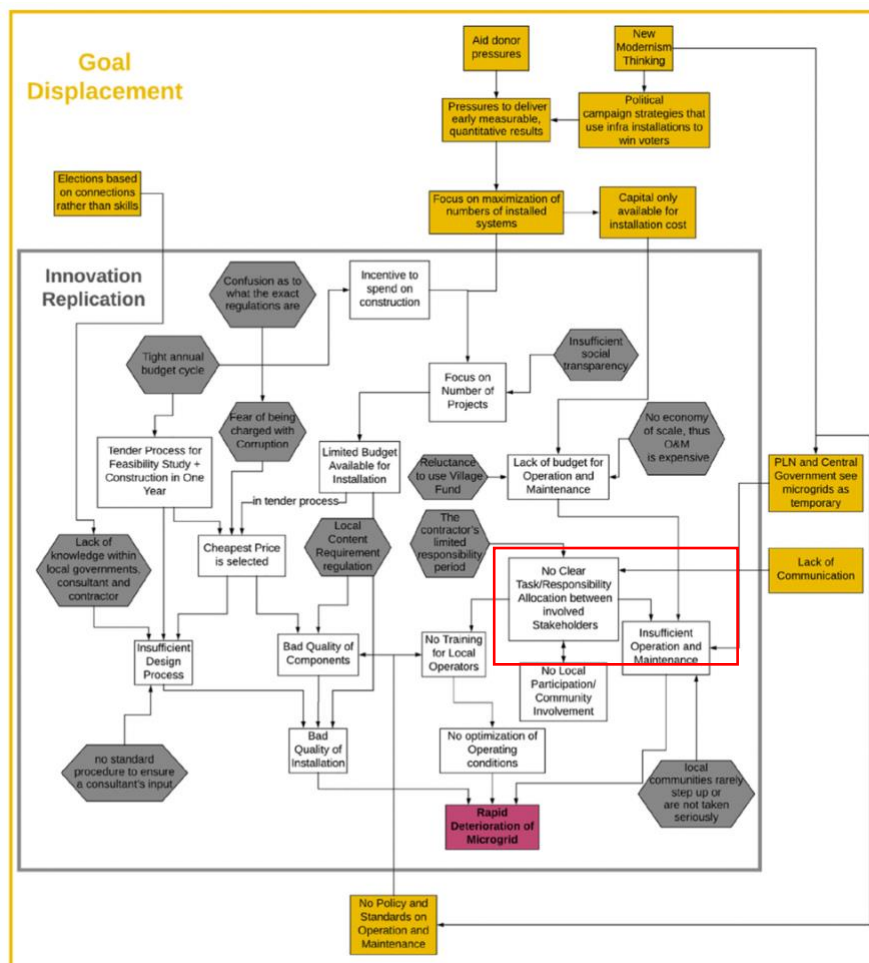 Goal
Displacement
Aid donor
pressures
New
Modernism
Thinking
Pressures to deliver
early measurable,
quantitative results
Political
campaign strategies that
use infra installations to
win voters
Elections based
on connections
rather than skills
Focus on maximization of
numbers of installed
systems
Capital only
available for
installation cost
Innovation
Replication
Confusion as to
what the exact
regulations are
Incentive to
spend on
construction
Tight annual
budget cycle
Insufficient
social
transparency
Focus on
Number of
Projects
Fear of being
charged with
Corruption
No economy
of scale, thus
O&M
is expensive
Tender Process for
Feasibility Study +
Construction in One
Year
Limited Budget
Available for
Installation
Reluctance
to use Village
Fund
Lack of budget for
Operation and
Maintenance
PLN and Central
Government see
microgrids as
temporary
in tender process
Lack of
knowledge within
local governments,
consultant and
contractor
Cheapest Price
is selected
Local
Content
Requirement
regulation
The
contractor's
limited
responsibility
period
No Clear
Task/Responsibility
Allocation between
involved
Stakeholders
Lack of
Communication
Insufficient
Design
Process
Bad Quality of
Components
No Training
for Local
Operators
Insufficient
Operation and
Maintenance
No Local
Participation/
Community
Involvement
no standard
procedure to ensure
a consultant's input
Bad
Quality of
Installation
No optimization of
Operating
conditions
local
communities rarely
step up or
are not taken
seriously
Rapid
Deterioration of
Microgrid
No Policy and
Standards on
Operation and
Maintenance